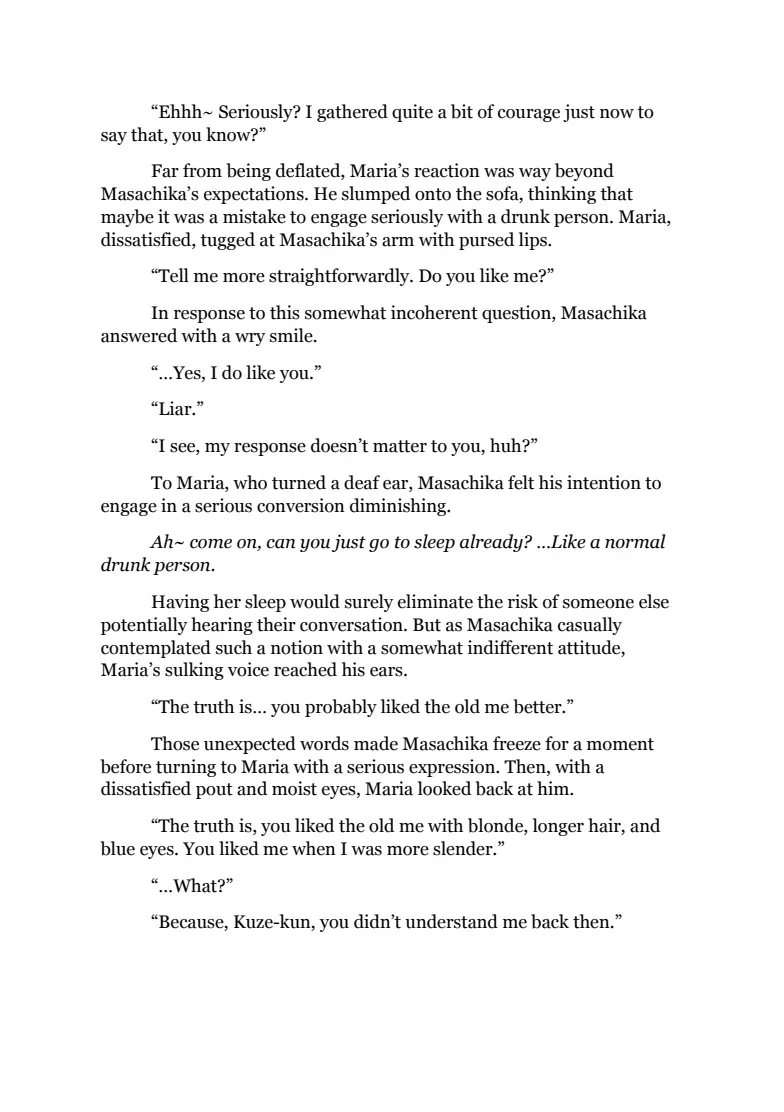 “Ehhh~ Seriously? I gathered quite a bit of courage just now to
say that, you know?”
Far from being deflated, Maria’s reaction was way beyond
Masachika’s expectations. He slumped onto the sofa, thinking that
maybe it was a mistake to engage seriously with a drunk person. Maria,
dissatisfied, tugged at Masachika’s arm with pursed lips.
“Tell me more straightforwardly. Do you like me?”
In response to this somewhat incoherent question, Masachika
answered with a wry smile.
“…Yes, I do like you.”
“Liar.”
“I see, my response doesn’t matter to you, huh?”
To Maria, who turned a deaf ear, Masachika felt his intention to
engage in a serious conversion diminishing.
Ah~ come on, can you just go to sleep already? …Like a normal
drunk person.
Having her sleep would surely eliminate the risk of someone else
potentially hearing their conversation. But as Masachika casually
contemplated such a notion with a somewhat indifferent attitude,
Maria’s sulking voice reached his ears.
“The truth is… you probably liked the old me better.”
Those unexpected words made Masachika freeze for a moment
before turning to Maria with a serious expression. Then, with a
dissatisfied pout and moist eyes, Maria looked back at him.
“The truth is, you liked the old me with blonde, longer hair, and
blue eyes. You liked me when I was more slender.”
“…What?”
“Because, Kuze-kun, you didn’t understand me back then.”